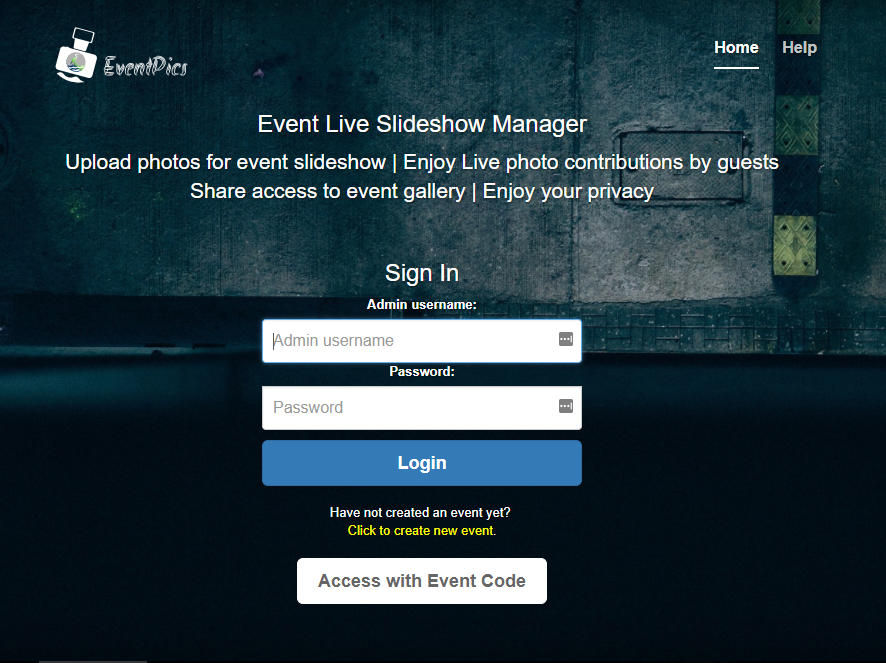 EventPics
Home
Help
Event Live Slideshow Manager
Upload photos for event slideshow | Enjoy Live photo contributions by guests
Share access to event gallery | Enjoy your privacy
Sign In
Admin username:
Admin username
Password:
Password
Login
Have not created an event yet?
Click to create new event.
Access with Event Code